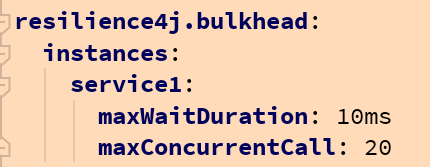 resilience4j.bulkhead:
instances:
service1:
maxWaitDuration: 10ms
maxConcurrentCall: 20